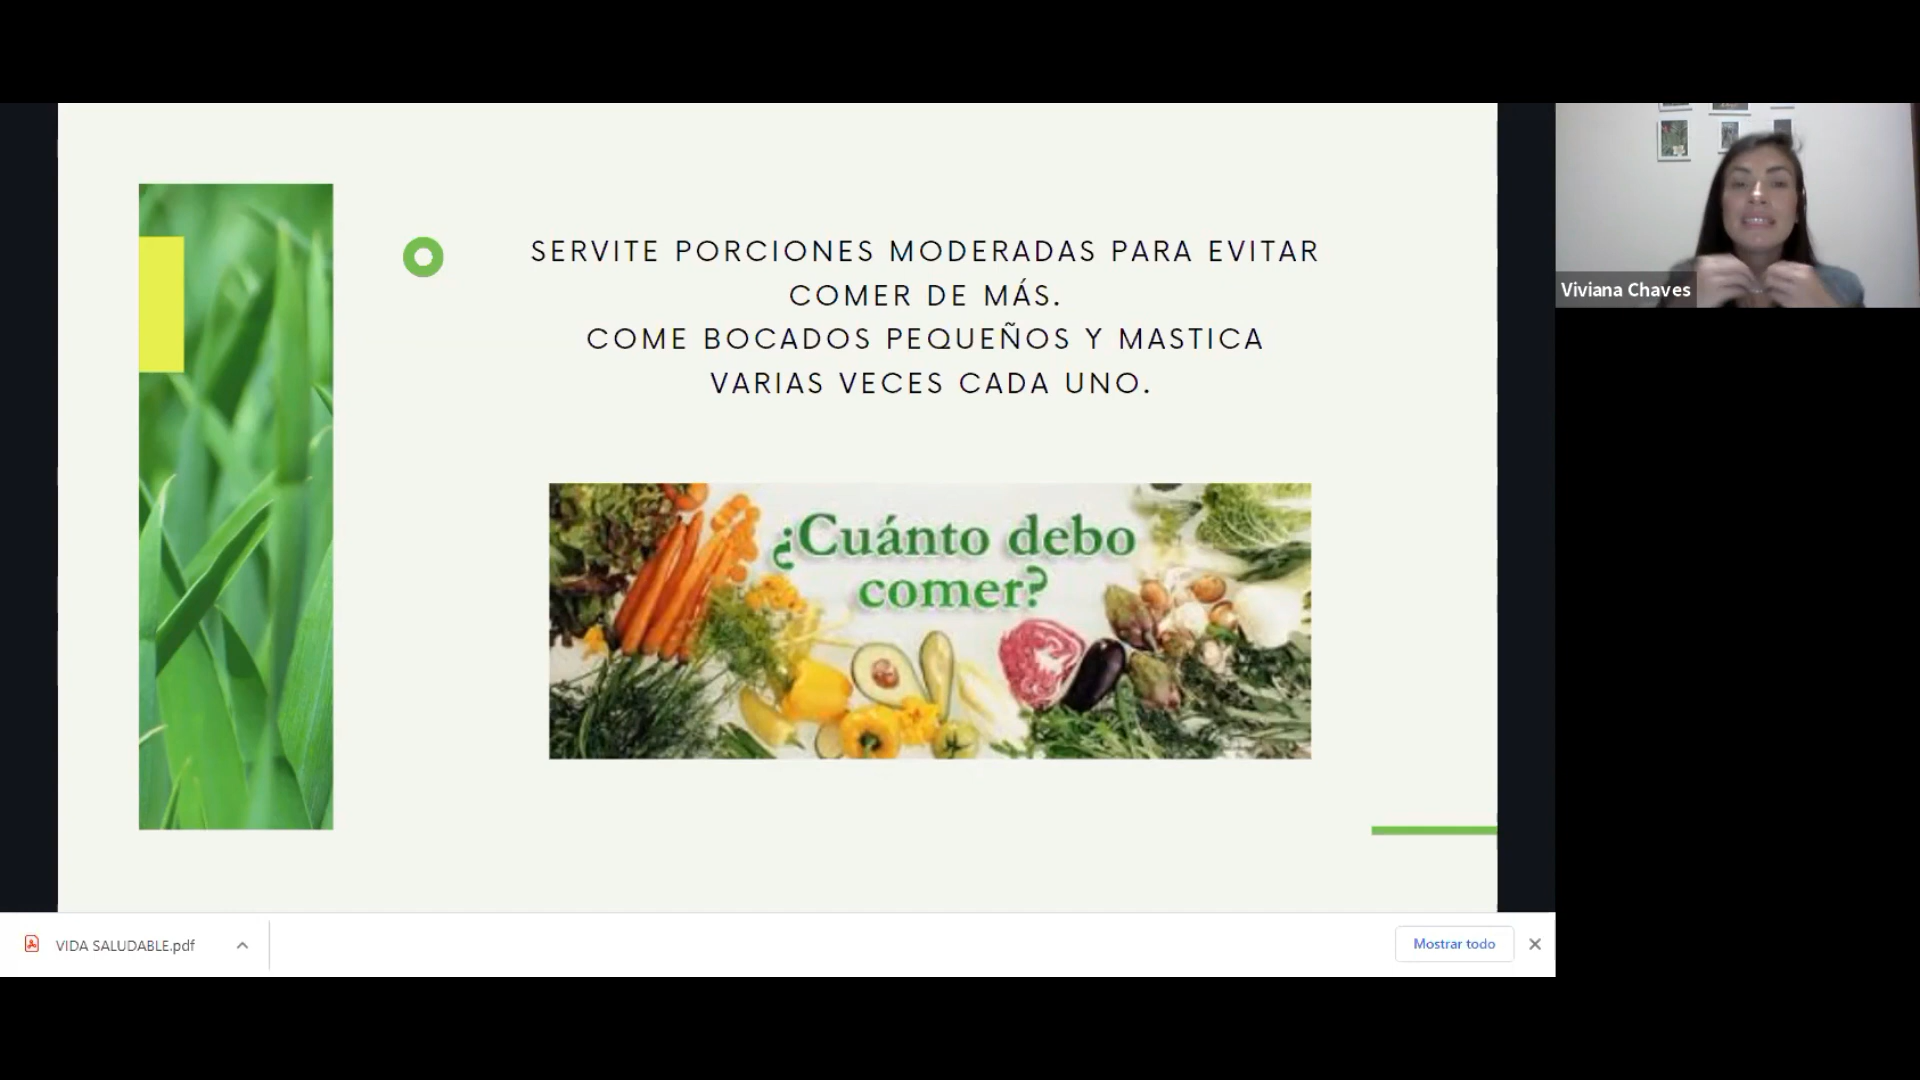 SERVITE PORCIONES MODERADAS PARA EVITAR
COMER DE MÁS.
COME BOCADOS PEQUEÑOS Y MASTICA
VARIAS VECES CADA UNO.
¿Cuánto debo
comer?
Viviana Chaves
VIDA SALUDABLE.pdf
Mostrar todo